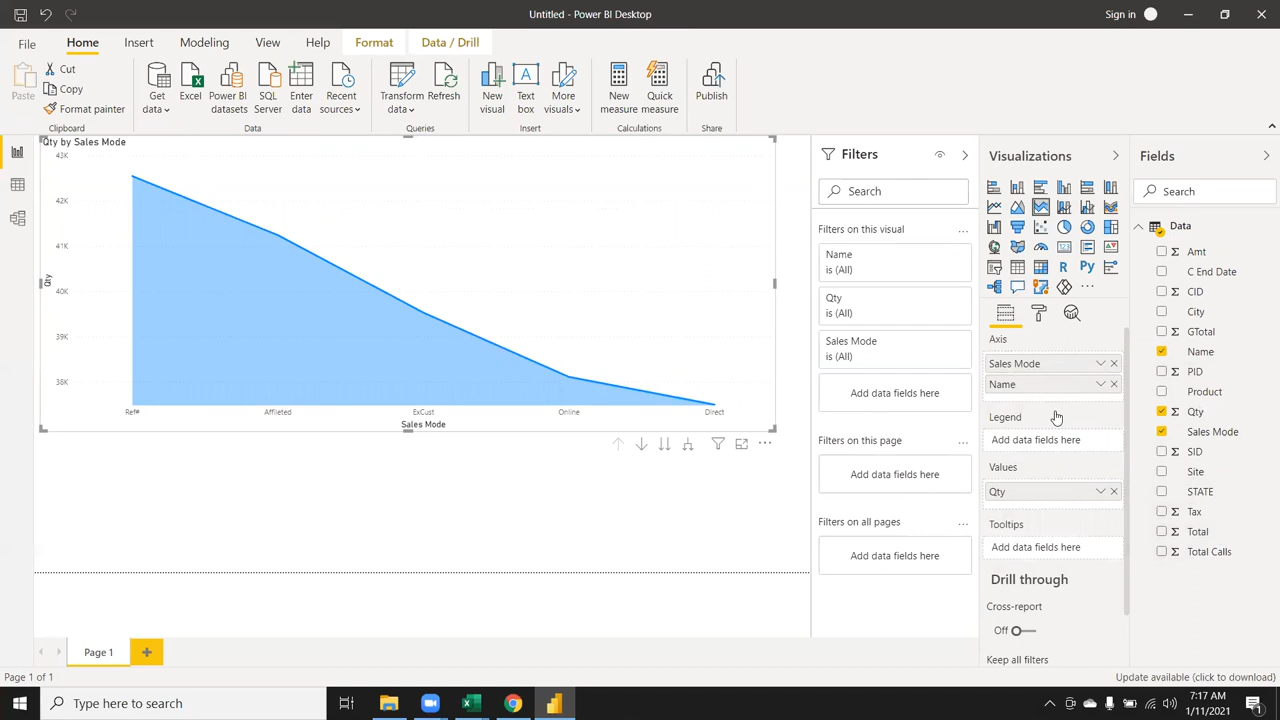 Untitled - Power BI Desktop
Sign in
File
Home
Insert
Modeling
View
Help
Format
Data / Drill
Paste
Cut
Copy
Format painter
Clipboard
Get data
Excel
Power BI datasets
SQL Server
Enter data
Recent sources
Data
Transform data
Refresh
Queries
New visual
A
Text box
More visuals
Insert
New measure
Quick measure
Calculations
Publish
Share
Qty by Sales Mode
43K
42K
41K
40K
39K
38K
Qty
Ref#
Affileted
ExCust
Online
Direct
Sales Mode
Filters
Search
Filters on this visual
...
Name
is (All)
Qty
is (All)
Sales Mode
is (All)
Add data fields here
Filters on this page
...
Add data fields here
Filters on all pages
...
Add data fields here
Visualizations
R
Py
Axis
Sales Mode
Name
Legend
Add data fields here
Values
Qty
Tooltips
Add data fields here
Drill through
Cross-report
Off
Keep all filters
Fields
Search
Data
Σ Amt
C End Date
Σ CID
City
Σ GTotal
Name
Σ PID
Product
Σ Qty
Sales Mode
Σ SID
Site
STATE
Σ Tax
Σ Total
Σ Total Calls
Page 1
Page 1 of 1
Update available (click to download)
Type here to search
7:17 AM
1/11/2021